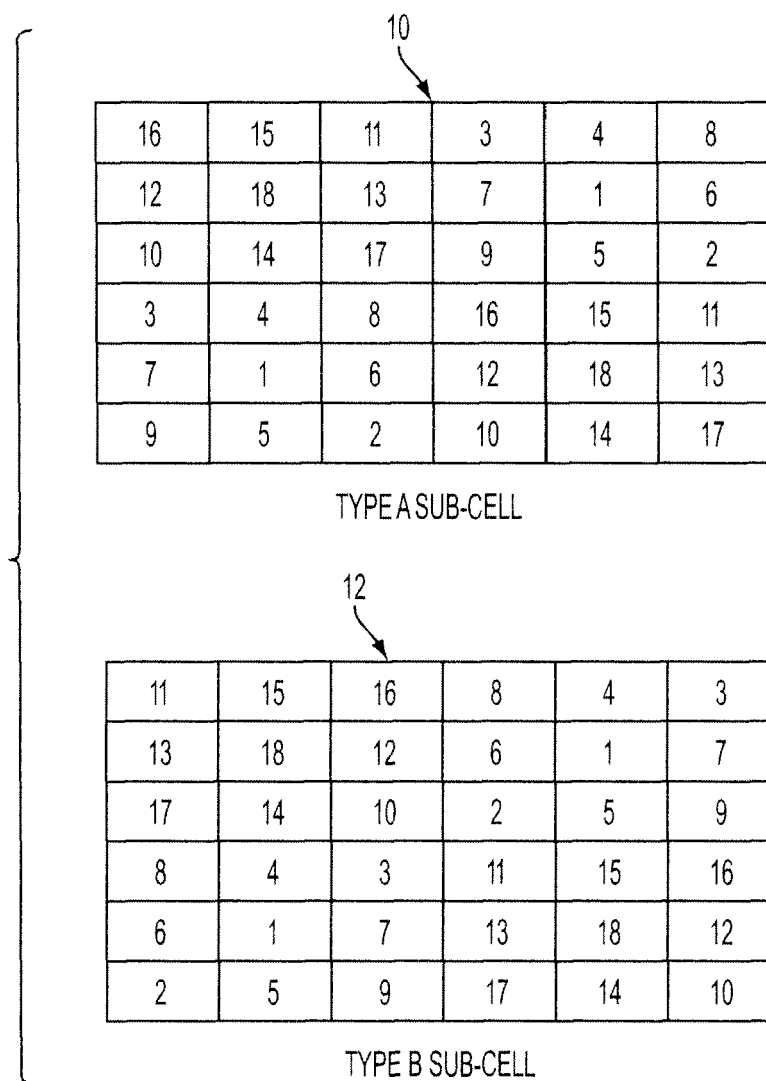 10
16 15 11 3 4 8
12 18 13 7 1 6
10 14 17 9 5 2
3 4 8 16 15 11
7 1 6 12 18 13
9 5 2 10 14 17
TYPE A SUB-CELL
12
11 15 16 8 4 3
13 18 12 6 1 7
17 14 10 2 5 9
8 4 3 11 15 16
6 1 7 13 18 12
2 5 9 17 14 10
TYPE B SUB-CELL